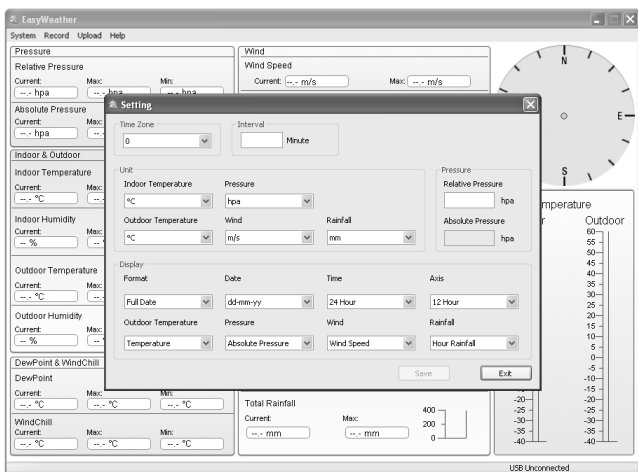 EasyWeather
System Record Upload Help
Pressure
Relative Pressure
Current: Max: Min:
--.- hpa --.- hpa --.- hpa
Absolute Pressure
Current: Max:
--.- hpa
Indoor & Outdoor
Indoor Temperature
Current: Max:
--.- °C
Indoor Humidity
Current: Max:
-- %
Outdoor Temperature
Current: Max:
--.- °C
Outdoor Humidity
Current: Max:
-- %
DewPoint & WindChill
DewPoint
Current: Max: Min:
--.- °C --.- °C --.- °C
WindChill
Current: Max: Min:
--.- °C --.- °C --.- °C
Wind
Wind Speed
Current: --.- m/s Max: --.- m/s
N
E
S
Setting
Time Zone
0
Interval
Minute
Unit
Indoor Temperature Pressure
°C hpa
Outdoor Temperature Wind Rainfall
°C m/s mm
Pressure
Relative Pressure
hpa
Absolute Pressure
hpa
Display
Format Date Time Axis
Full Date dd-mm-yy 24 Hour 12 Hour
Outdoor Temperature Pressure Wind Rainfall
Temperature Absolute Pressure Wind Speed Hour Rainfall
Save Exit
Total Rainfall
Current: Max:
--.- mm --.- mm
400
200
0
Outdoor
60
55
50
45
40
35
30
25
20
15
10
5
0
-5
-10
-15
-20 -20
-25 -25
-30 -30
-35 -35
-40 -40
USB Unconnected